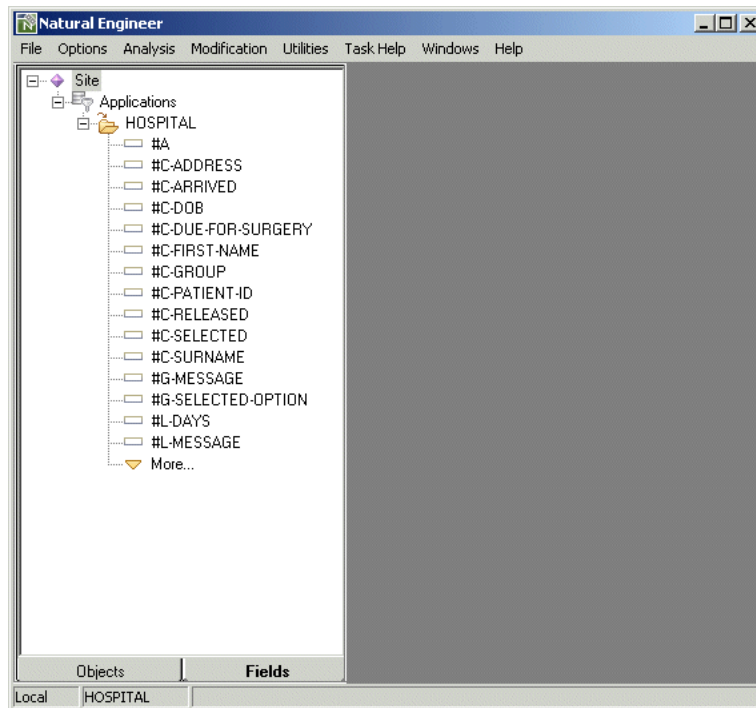 Natural Engineer
File Options Analysis Modification Utilities Task Help Windows Help
Site
Applications
HOSPITAL
#A
#C-ADDRESS
#C-ARRIVED
#C-DOB
#C-DUE-FOR-SURGERY
#C-FIRST-NAME
#C-GROUP
#C-PATIENT-ID
#C-RELEASED
#C-SELECTED
#C-SURNAME
#G-MESSAGE
#G-SELECTED-OPTION
#L-DAYS
#L-MESSAGE
More...
Objects Fields
Local HOSPITAL